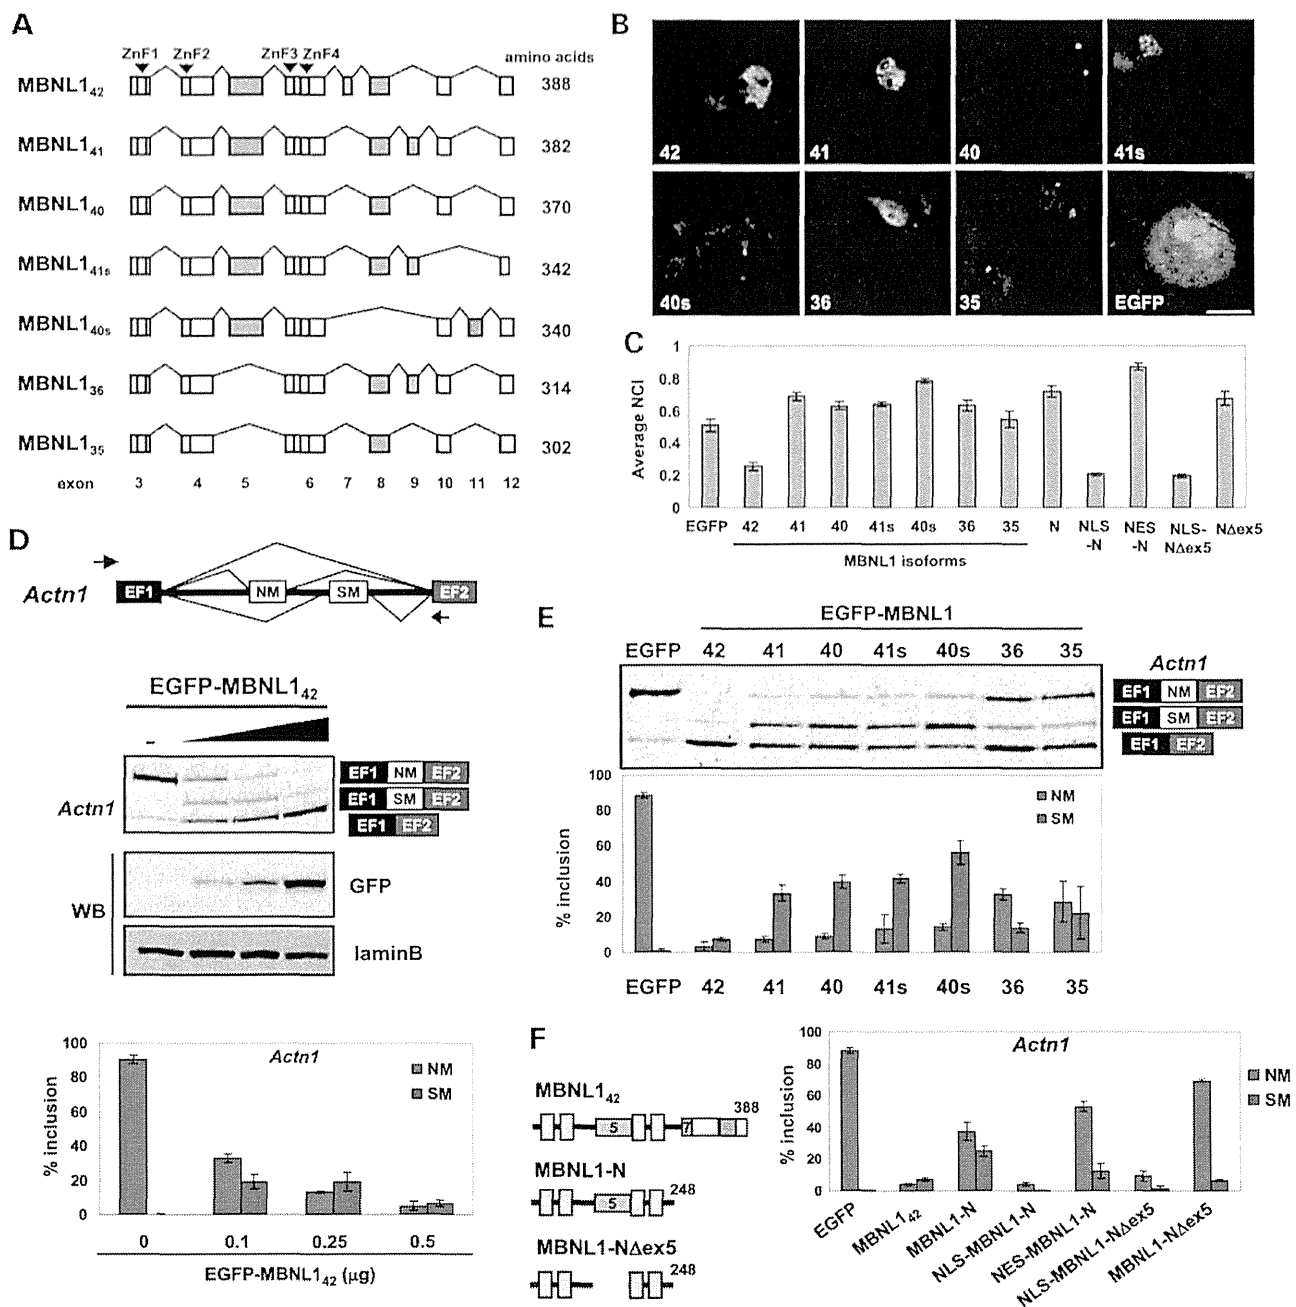 A
ZnF1 ZnF2 ZnF3 ZnF4 amino acids
MBNL1₄₂ 388
MBNL1₄₁ 382
MBNL1₄₀ 370
MBNL1₄₁ₛ 342
MBNL1₄₀ₛ 340
MBNL1₃₆ 314
MBNL1₃₅ 302
exon 3 4 5 6 7 8 9 10 11 12
B
42 41 40 41s
40s 36 35 EGFP
C
Average NCI
1
0.8
0.6
0.4
0.2
0
EGFP 42 41 40 41s 40s 36 35 N NLS-N NES-N NLS-NΔex5 NΔex5
MBNL1 isoforms
D
Actn1 EF1 NM SM EF2
EGFP-MBNL1₄₂
-
Actn1
EF1 NM EF2
EF1 SM EF2
EF1 EF2
WB
GFP
laminB
% inclusion
100
80
60
40
20
0
Actn1
NM
SM
0 0.1 0.25 0.5
EGFP-MBNL1₄₂ (µg)
E
EGFP-MBNL1
EGFP 42 41 40 41s 40s 36 35
Actn1
EF1 NM EF2
EF1 SM EF2
EF1 EF2
% inclusion
100
80
60
40
20
0
NM
SM
EGFP 42 41 40 41s 40s 36 35
F
MBNL1₄₂
388
5 7
MBNL1-N
248
5
MBNL1-NΔex5
248
% inclusion
100
80
60
40
20
0
Actn1
NM
SM
EGFP MBNL1₄₂ MBNL1-N NLS-MBNL1-N NES-MBNL1-N NLS-MBNL1-NΔex5 MBNL1-NΔex5